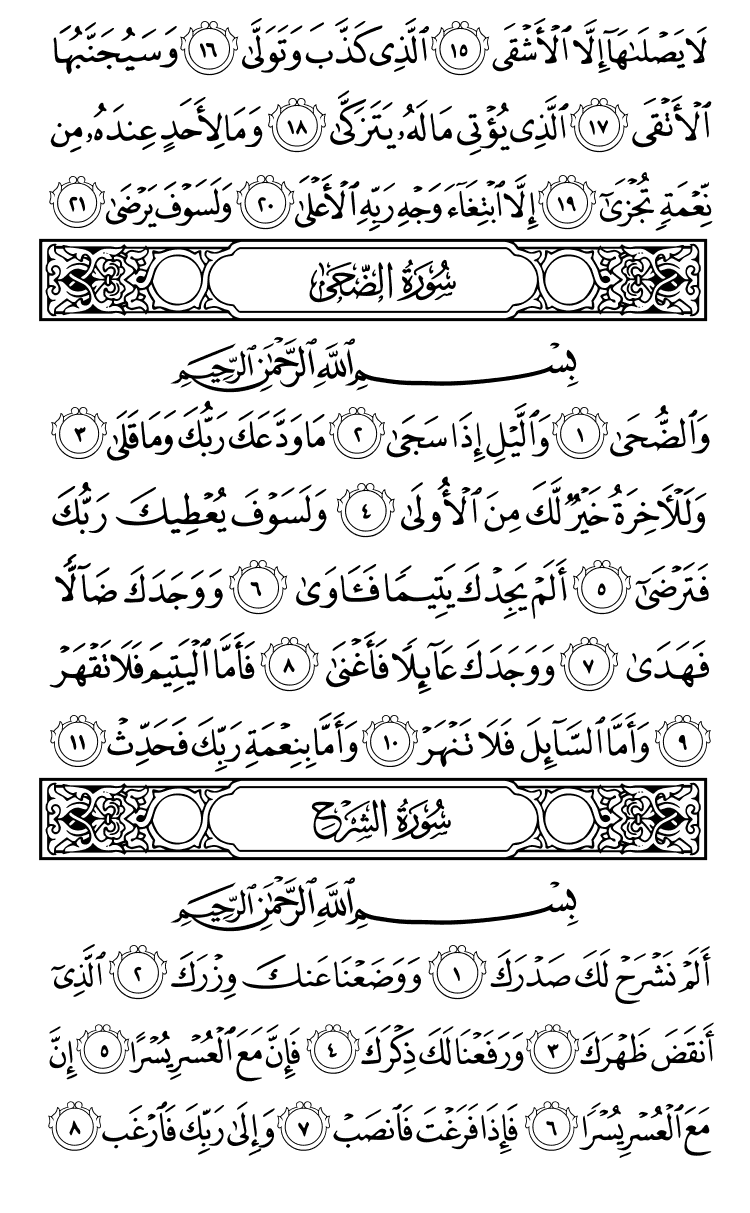 لَا يَصْلَىٰهَآ إِلَّا ٱلْأَشْقَى ١٥ ٱلَّذِى كَذَّبَ وَتَوَلَّىٰ ١٦ وَسَيُجَنَّبُهَا
ٱلْأَتْقَى ١٧ ٱلَّذِى يُؤْتِى مَالَهُۥ يَتَزَكَّىٰ ١٨ وَمَا لِأَحَدٍ عِندَهُۥ مِن
نِّعْمَةٍ تُجْزَىٰٓ ١٩ إِلَّا ٱبْتِغَآءَ وَجْهِ رَبِّهِ ٱلْأَعْلَىٰ ٢٠ وَلَسَوْفَ يَرْضَىٰ ٢١
سُورَةُ الضُّحَىٰ
بِسْمِ ٱللَّهِ ٱلرَّحْمَٰنِ ٱلرَّحِيمِ
وَٱلضُّحَىٰ ١ وَٱلَّيْلِ إِذَا سَجَىٰ ٢ مَا وَدَّعَكَ رَبُّكَ وَمَا قَلَىٰ ٣
وَلَلْءَاخِرَةُ خَيْرٌ لَّكَ مِنَ ٱلْأُولَىٰ ٤ وَلَسَوْفَ يُعْطِيكَ رَبُّكَ
فَتَرْضَىٰٓ ٥ أَلَمْ يَجِدْكَ يَتِيمًا فَـَٔاوَىٰ ٦ وَوَجَدَكَ ضَآلًّا
فَهَدَىٰ ٧ وَوَجَدَكَ عَآئِلًا فَأَغْنَىٰ ٨ فَأَمَّا ٱلْيَتِيمَ فَلَا تَقْهَرْ
٩ وَأَمَّا ٱلسَّآئِلَ فَلَا تَنْهَرْ ١٠ وَأَمَّا بِنِعْمَةِ رَبِّكَ فَحَدِّثْ ١١
سُورَةُ الشَّرْحِ
بِسْمِ ٱللَّهِ ٱلرَّحْمَٰنِ ٱلرَّحِيمِ
أَلَمْ نَشْرَحْ لَكَ صَدْرَكَ ١ وَوَضَعْنَا عَنكَ وِزْرَكَ ٢ ٱلَّذِىٓ
أَنقَضَ ظَهْرَكَ ٣ وَرَفَعْنَا لَكَ ذِكْرَكَ ٤ فَإِنَّ مَعَ ٱلْعُسْرِ يُسْرًا ٥ إِنَّ
مَعَ ٱلْعُسْرِ يُسْرًا ٦ فَإِذَا فَرَغْتَ فَٱنصَبْ ٧ وَإِلَىٰ رَبِّكَ فَٱرْغَب ٨